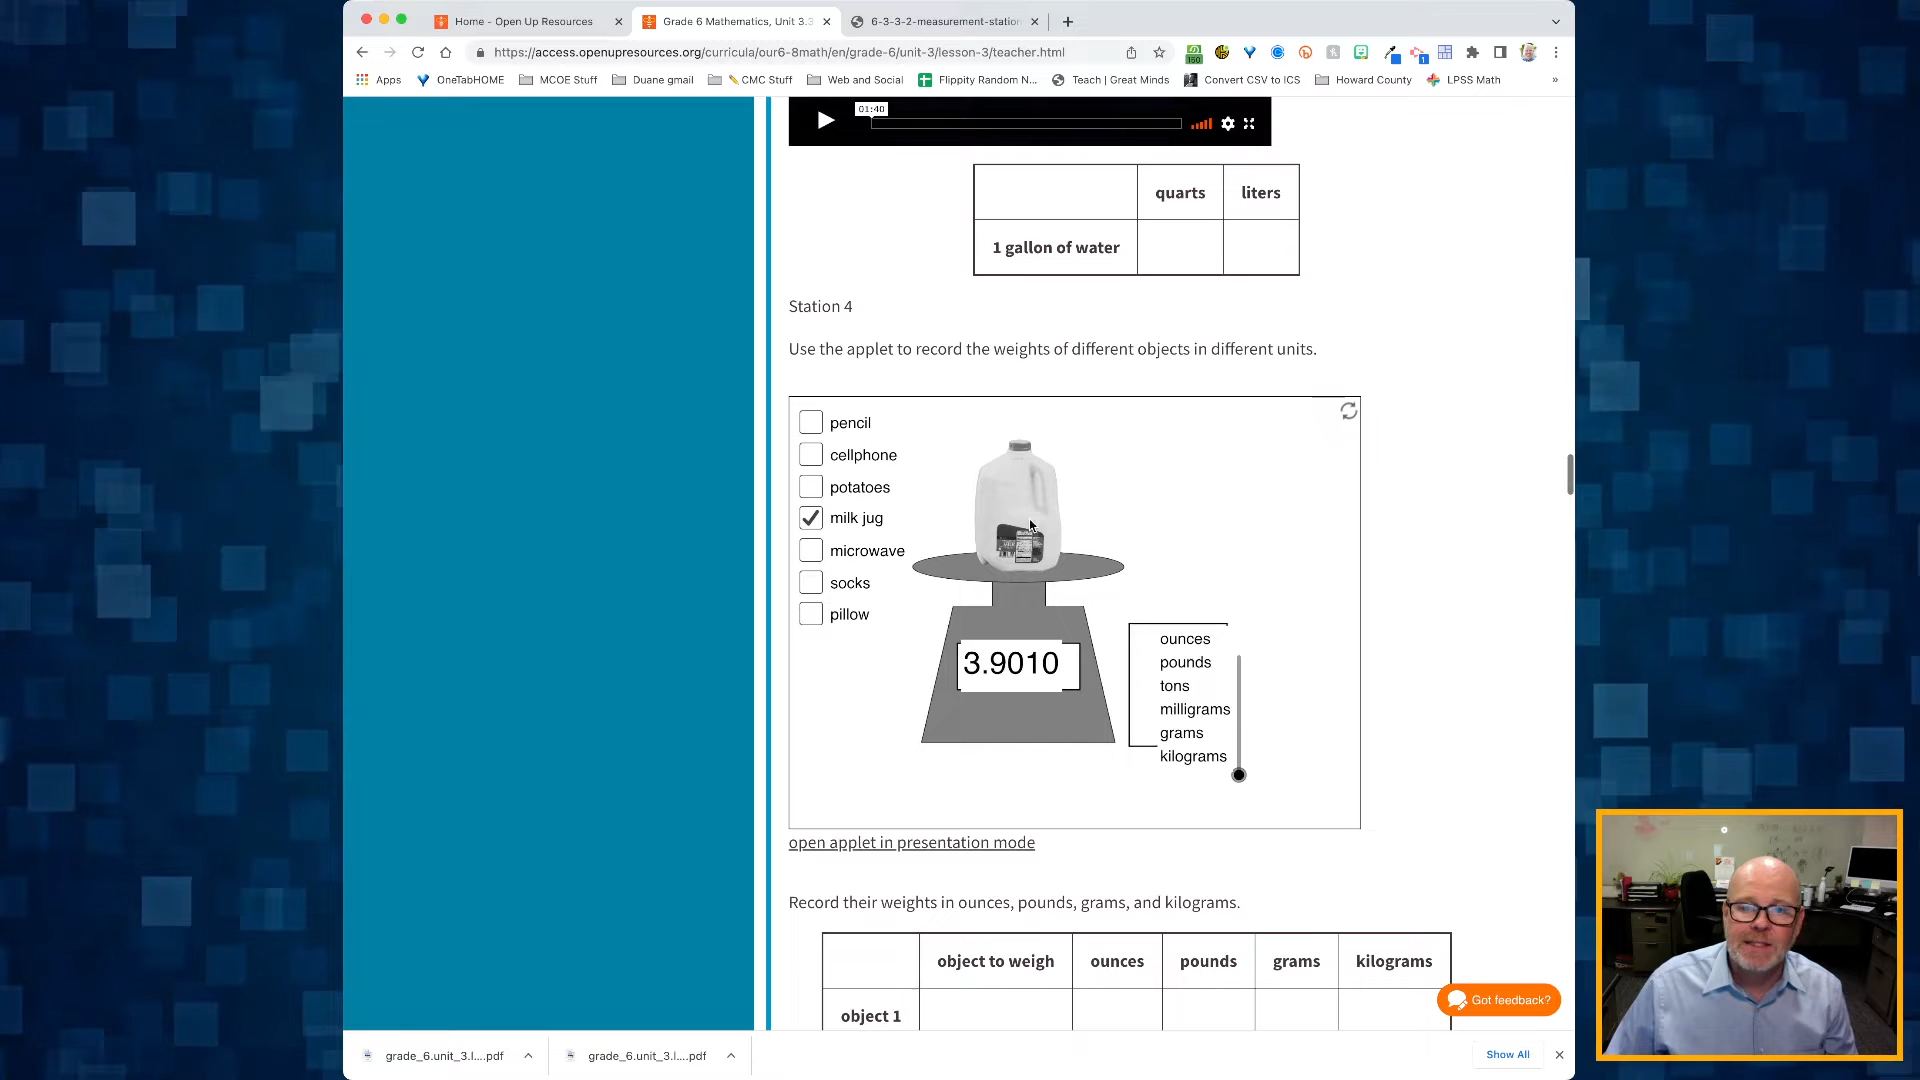 Home - Open Up Resources
Grade 6 Mathematics, Unit 3.3
6-3-3-2-measurement-station
https://access.openupresources.org/curricula/our6-8math/en/grade-6/unit-3/lesson-3/teacher.html
150
1
Apps
OneTabHOME
MCOE Stuff
Duane gmail
CMC Stuff
Web and Social
Flippity Random N...
Teach | Great Minds
Convert CSV to ICS
Howard County
LPSS Math
»
01:40
quarts liters
1 gallon of water
Station 4
Use the applet to record the weights of different objects in different units.
pencil
cellphone
potatoes
milk jug
microwave
socks
pillow
3.9010
ounces
pounds
tons
milligrams
grams
kilograms
open applet in presentation mode
Record their weights in ounces, pounds, grams, and kilograms.
object to weigh ounces pounds grams kilograms
object 1
Got feedback?
grade_6.unit_3.l....pdf
grade_6.unit_3.l....pdf
Show All